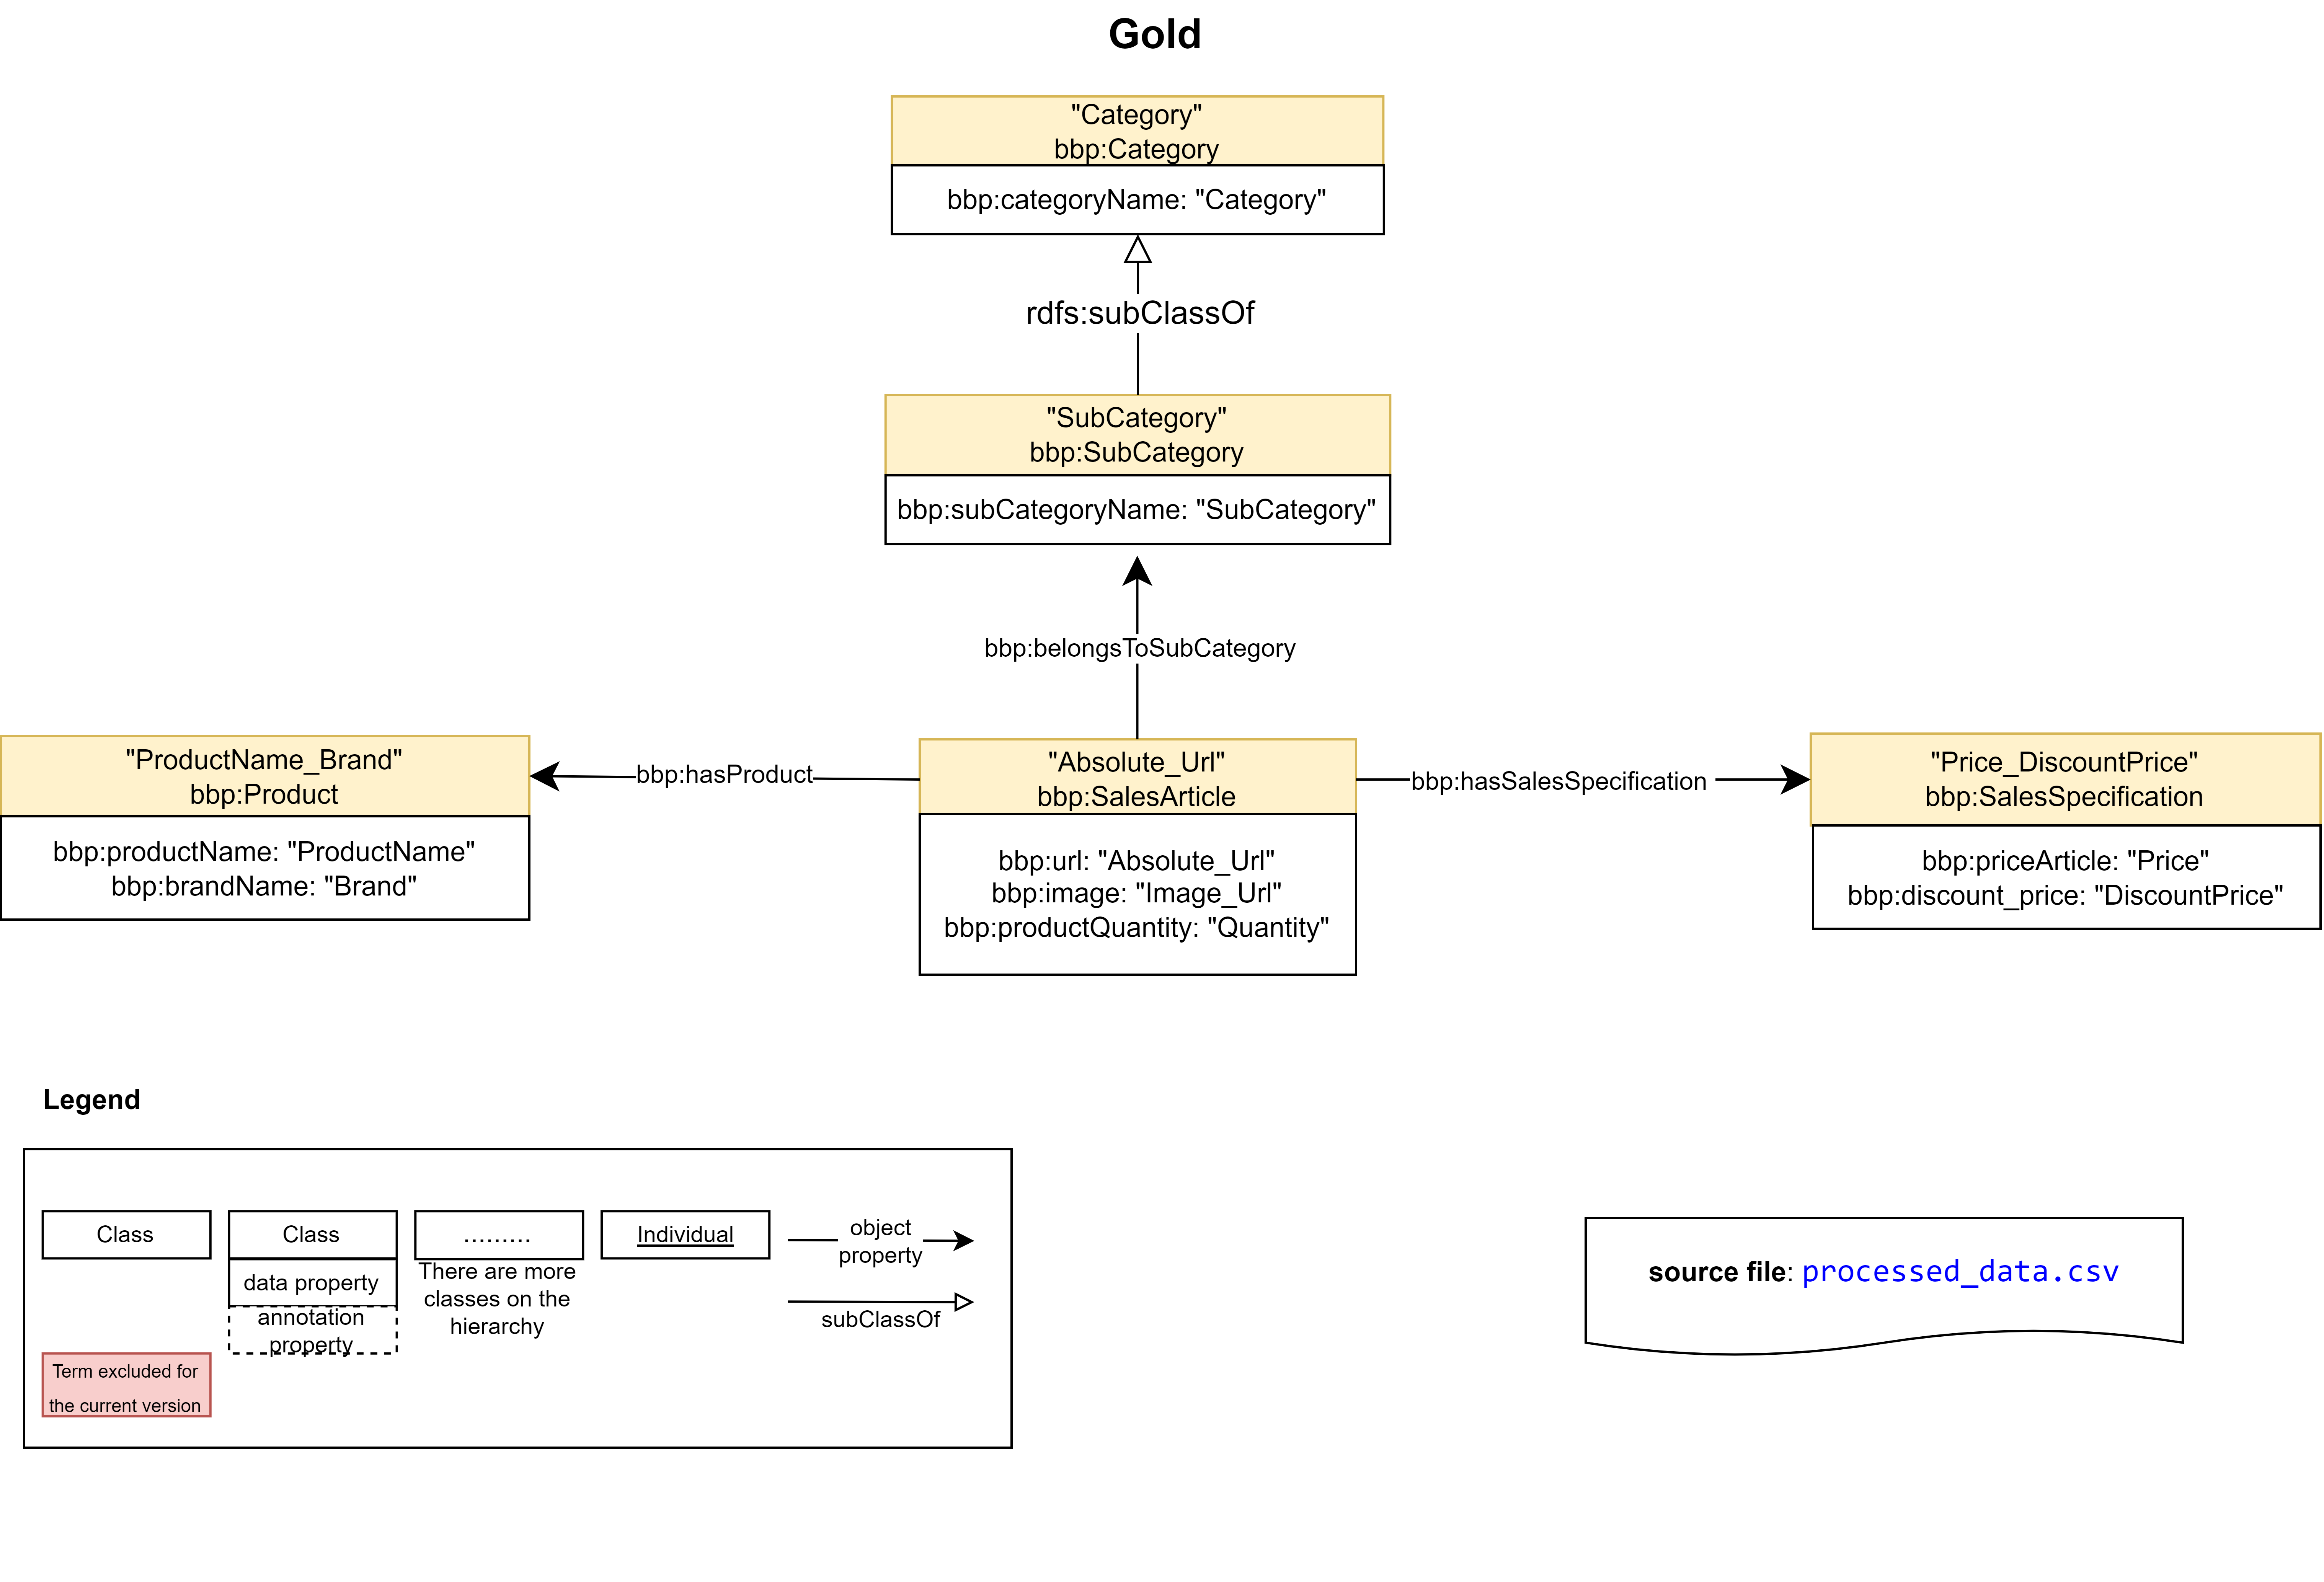 Gold
"Category"
bbp:Category
bbp:categoryName: "Category"
rdfs:subClassOf
"SubCategory"
bbp:SubCategory
bbp:subCategoryName: "SubCategory"
bbp:belongsToSubCategory
"ProductName_Brand"
bbp:Product
bbp:productName: "ProductName"
bbp:brandName: "Brand"
bbp:hasProduct
"Absolute_Url"
bbp:SalesArticle
bbp:url: "Absolute_Url"
bbp:image: "Image_Url"
bbp:productQuantity: "Quantity"
bbp:hasSalesSpecification
"Price_DiscountPrice"
bbp:SalesSpecification
bbp:priceArticle: "Price"
bbp:discount_price: "DiscountPrice"
Legend
Class
Class
data property
annotation
property
.........
There are more
classes on the
hierarchy
Individual
object
property
subClassOf
Term excluded for
the current version
source file: processed_data.csv